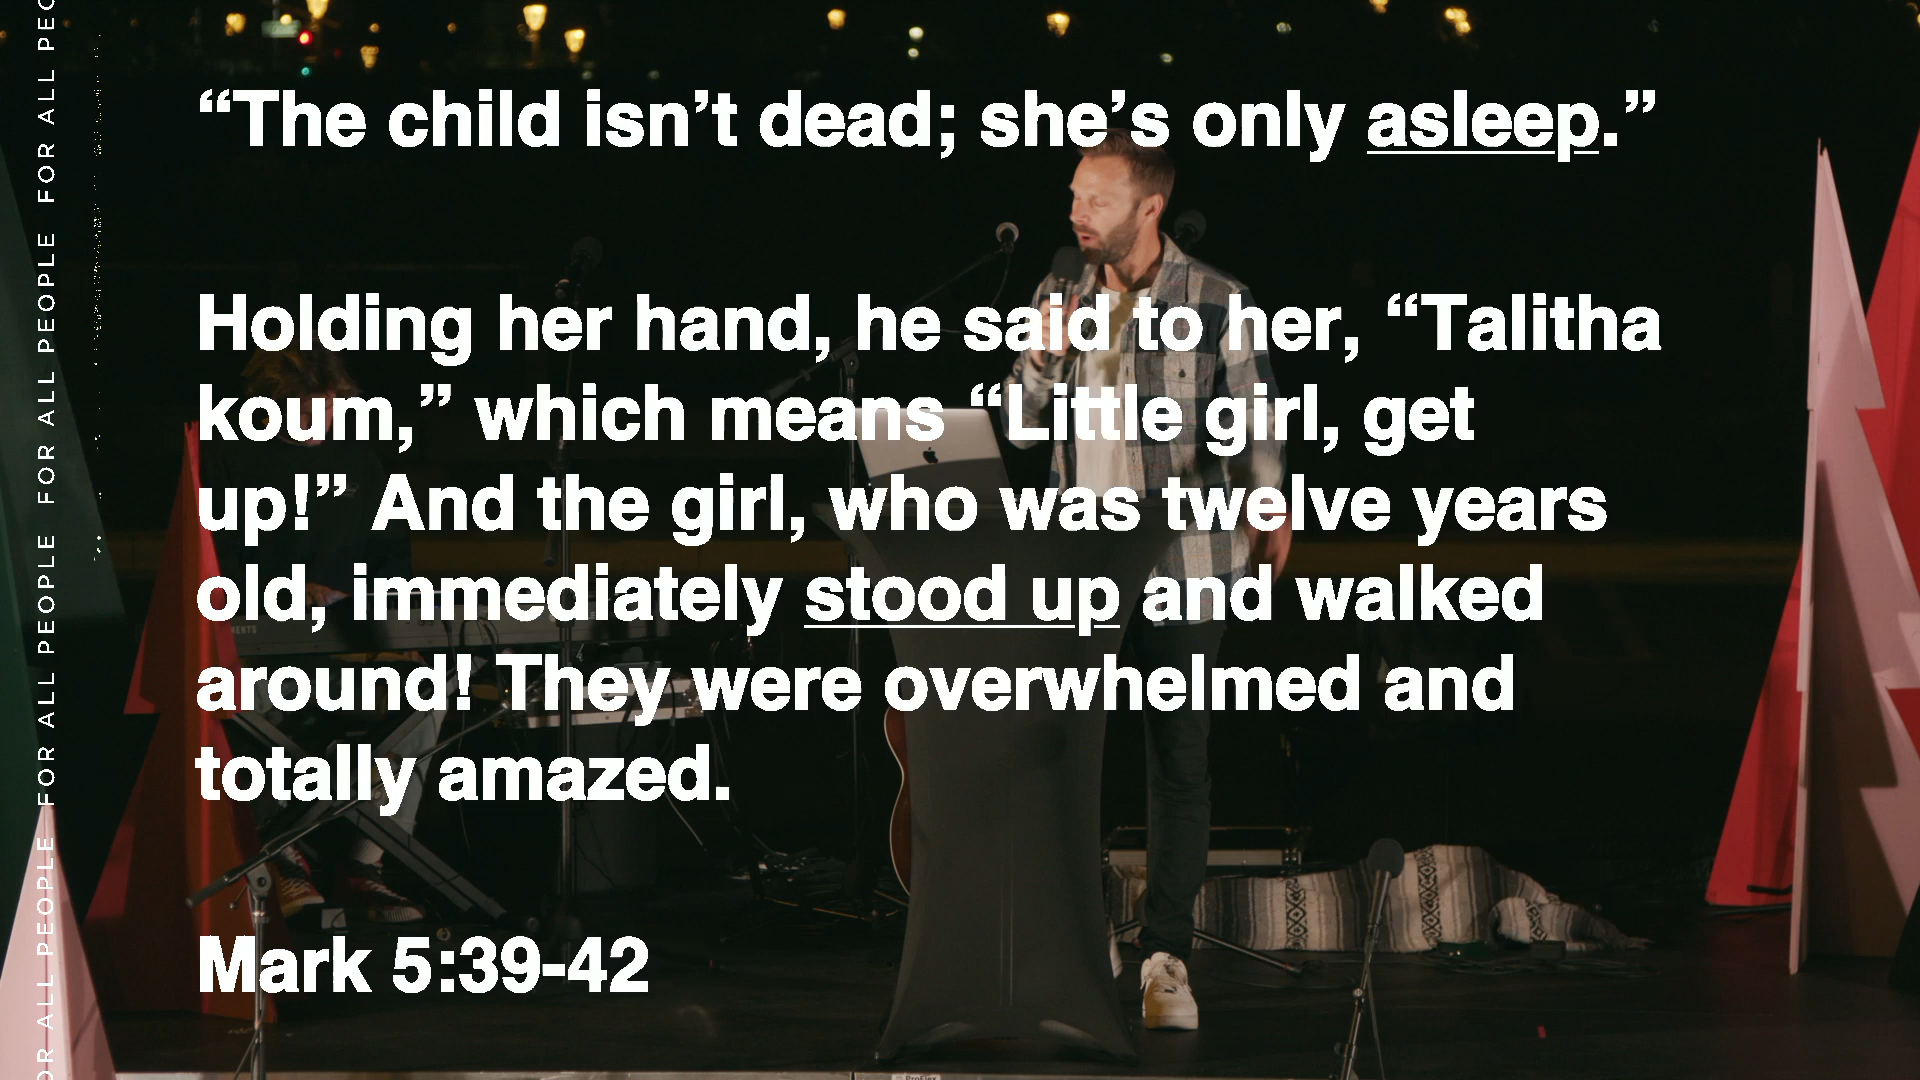 “The child isn’t dead; she’s only asleep.”
Holding her hand, he said to her, “Talitha
koum,” which means “Little girl, get
up!” And the girl, who was twelve years
old, immediately stood up and walked
around! They were overwhelmed and
totally amazed.
Mark 5:39-42
FOR ALL PEOPLE FOR ALL PEOPLE FOR ALL PEOPLE FOR ALL PEOPLE